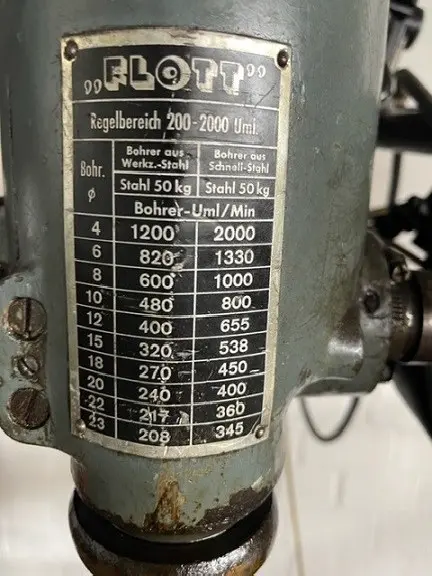 „FLOTT”
Regelbereich 200-2000 Uml.
Bohr. ø
Bohrer aus Werkz.-Stahl
Bohrer aus Schnell-Stahl
Stahl 50 kg Stahl 50 kg
Bohrer-Uml/Min
4 1200 2000
6 820 1330
8 600 1000
10 480 800
12 400 655
15 320 538
18 270 450
20 240 400
22 217 360
23 208 345